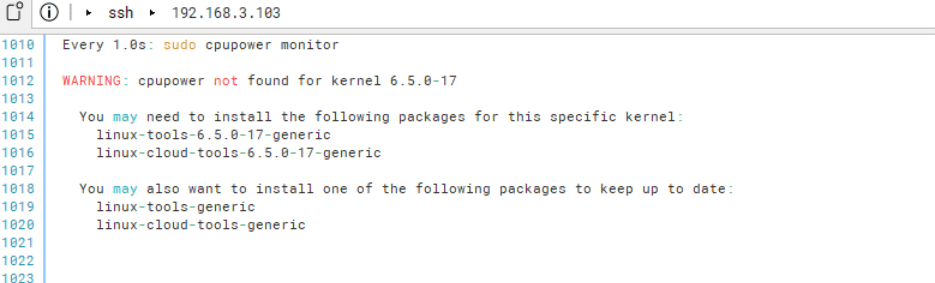 ssh 192.168.3.103
1010 Every 1.0s: sudo cpupower monitor
1011
1012 WARNING: cpupower not found for kernel 6.5.0-17
1013
1014 You may need to install the following packages for this specific kernel:
1015 linux-tools-6.5.0-17-generic
1016 linux-cloud-tools-6.5.0-17-generic
1017
1018 You may also want to install one of the following packages to keep up to date:
1019 linux-tools-generic
1020 linux-cloud-tools-generic
1021
1022
1023